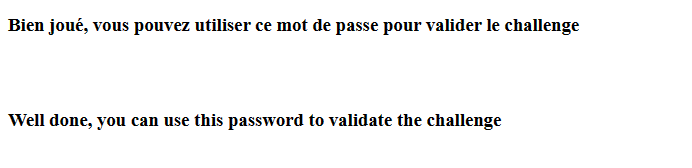 Bien joué, vous pouvez utiliser ce mot de passe pour valider le challenge
Well done, you can use this password to validate the challenge